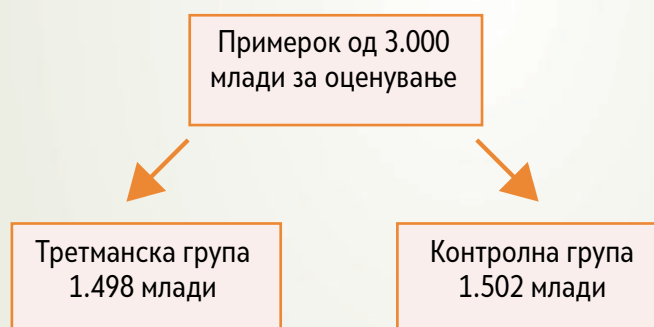 Примерок од 3.000
млади за оценување
Третманска група
1.498 млади
Контролна група
1.502 млади